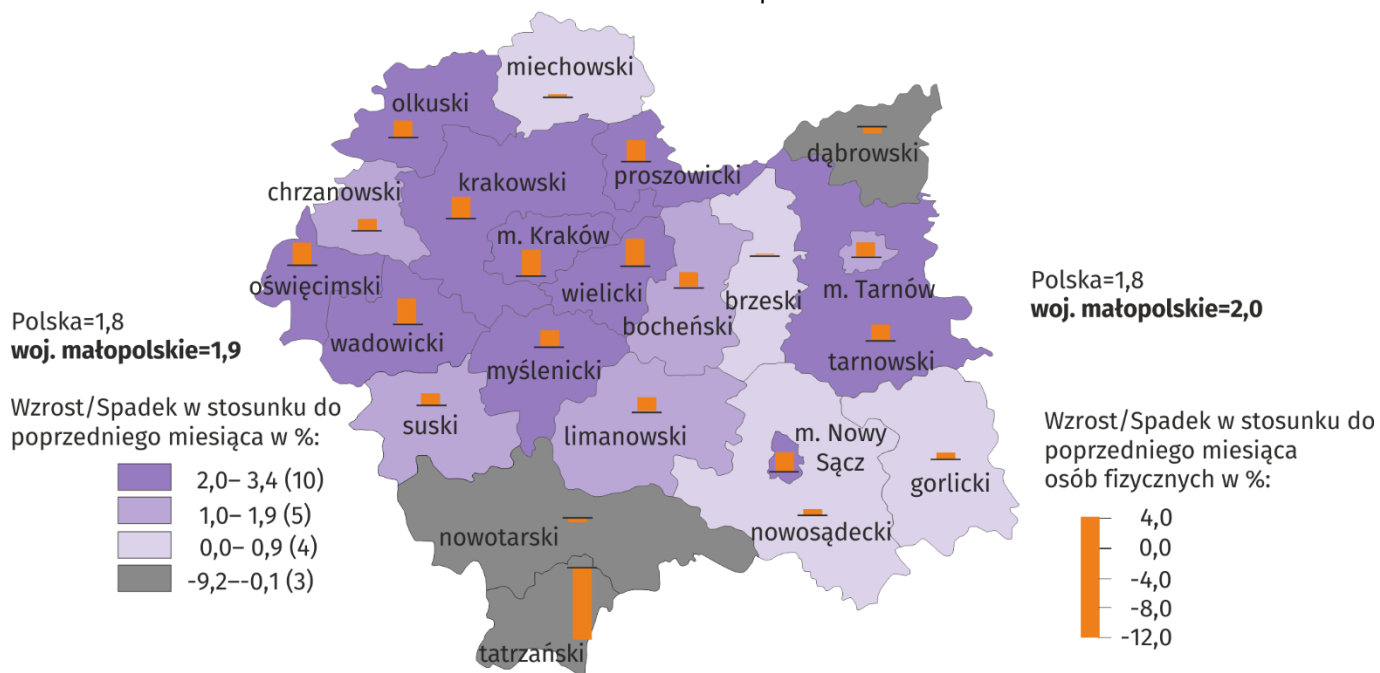 miechowski
olkuski
dąbrowski
proszowicki
krakowski
chrzanowski
m. Kraków
oświęcimski
wielicki
brzeski
m. Tarnów
bocheński
wadowicki
myślenicki
tarnowski
suski
limanowski
m. Nowy
Sącz
gorlicki
nowotarski
nowosądecki
tatrzański
Polska=1,8
woj. małopolskie=1,9
Wzrost/Spadek w stosunku do
poprzedniego miesiąca w %:
2,0– 3,4 (10)
1,0– 1,9 (5)
0,0– 0,9 (4)
-9,2–-0,1 (3)
Polska=1,8
woj. małopolskie=2,0
Wzrost/Spadek w stosunku do
poprzedniego miesiąca
osób fizycznych w %:
4,0
0,0
-4,0
-8,0
-12,0